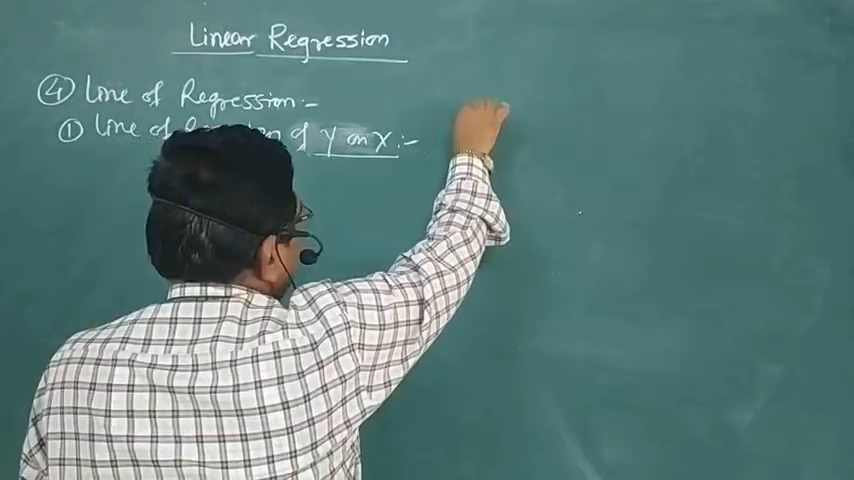 Linear Regression
④ Line of Regression :-
① Line of of y on x :-